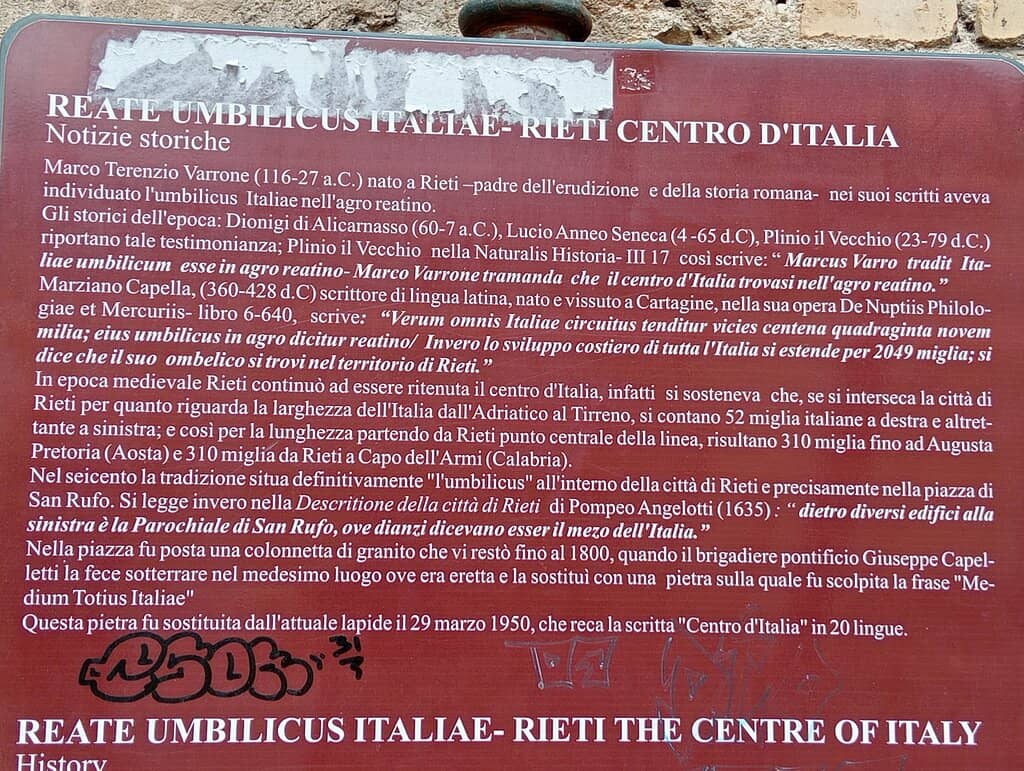 REATE UMBILICUS ITALIAE- RIETI CENTRO D'ITALIA
Notizie storiche
Marco Terenzio Varrone (116-27 a.C.) nato a Rieti –padre dell'erudizione e della storia romana- nei suoi scritti aveva
individuato l'umbilicus Italiae nell'agro reatino.
Gli storici dell'epoca: Dionigi di Alicarnasso (60-7 a.C.), Lucio Anneo Seneca (4 -65 d.C), Plinio il Vecchio (23-79 d.C.)
riportano tale testimonianza; Plinio il Vecchio nella Naturalis Historia- III 17 così scrive: “ Marcus Varro tradit Ita-
liae umbilicum esse in agro reatino- Marco Varrone tramanda che il centro d'Italia trovasi nell'agro reatino.”
Marziano Capella, (360-428 d.C) scrittore di lingua latina, nato e vissuto a Cartagine, nella sua opera De Nuptiis Philolo-
giae et Mercuriis- libro 6-640, scrive: “Verum omnis Italiae circuitus tenditur vicies centena quadraginta novem
milia; eius umbilicus in agro dicitur reatino/ Invero lo sviluppo costiero di tutta l'Italia si estende per 2049 miglia; si
dice che il suo ombelico si trovi nel territorio di Rieti.”
In epoca medievale Rieti continuò ad essere ritenuta il centro d'Italia, infatti si sosteneva che, se si interseca la città di
Rieti per quanto riguarda la larghezza dell'Italia dall'Adriatico al Tirreno, si contano 52 miglia italiane a destra e altret-
tante a sinistra; e così per la lunghezza partendo da Rieti punto centrale della linea, risultano 310 miglia fino ad Augusta
Pretoria (Aosta) e 310 miglia da Rieti a Capo dell'Armi (Calabria).
Nel seicento la tradizione situa definitivamente "l'umbilicus" all'interno della città di Rieti e precisamente nella piazza di
San Rufo. Si legge invero nella Descritione della città di Rieti di Pompeo Angelotti (1635) : “ dietro diversi edifici alla
sinistra è la Parochiale di San Rufo, ove dianzi dicevano esser il mezo dell'Italia.”
Nella piazza fu posta una colonnetta di granito che vi restò fino al 1800, quando il brigadiere pontificio Giuseppe Capel-
letti la fece sotterrare nel medesimo luogo ove era eretta e la sostituì con una pietra sulla quale fu scolpita la frase "Me-
dium Totius Italiae"
Questa pietra fu sostituita dall'attuale lapide il 29 marzo 1950, che reca la scritta "Centro d'Italia" in 20 lingue.
REATE UMBILICUS ITALIAE- RIETI THE CENTRE OF ITALY
History